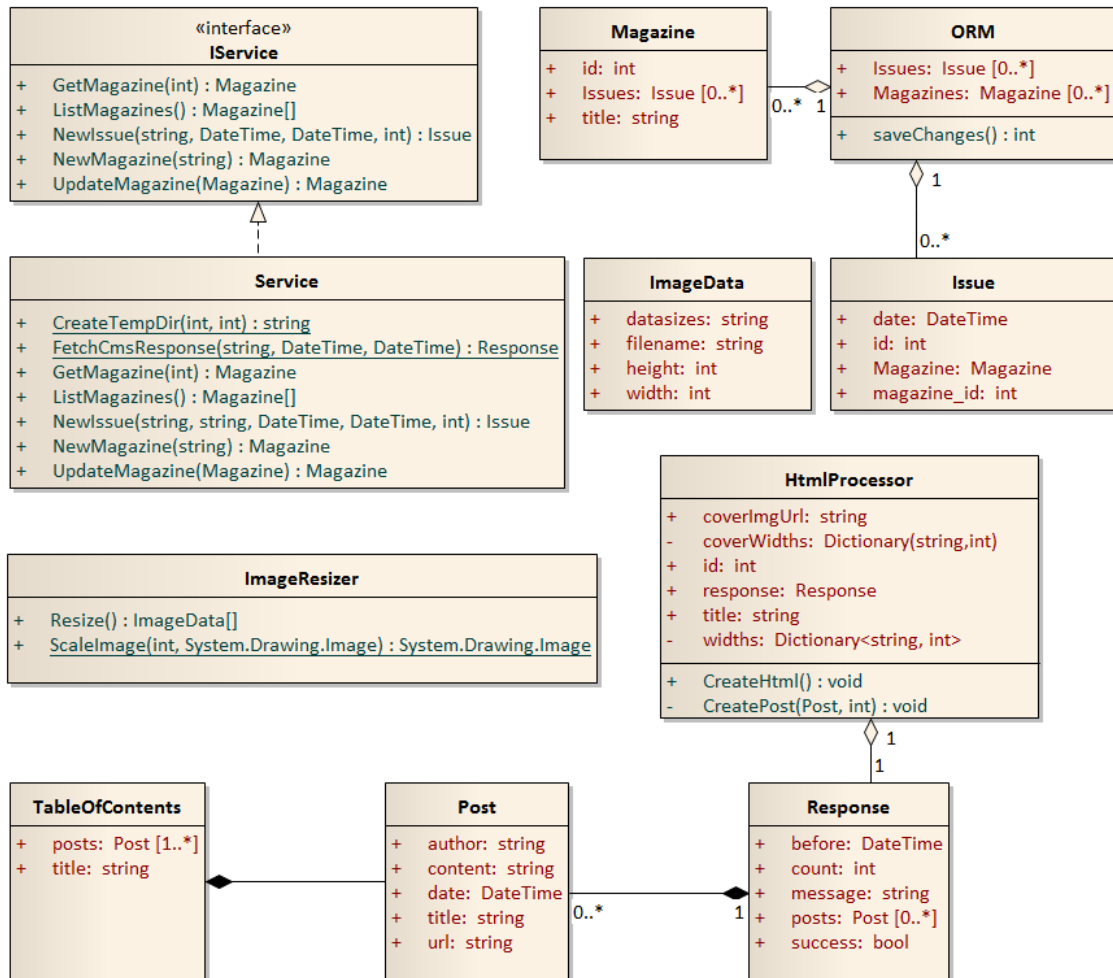 «interface»
IService
+ GetMagazine(int) : Magazine
+ ListMagazines() : Magazine[]
+ NewIssue(string, DateTime, DateTime, int) : Issue
+ NewMagazine(string) : Magazine
+ UpdateMagazine(Magazine) : Magazine
Magazine
+ id: int
+ Issues: Issue [0..*]
+ title: string
0..*
1
ORM
+ Issues: Issue [0..*]
+ Magazines: Magazine [0..*]
+ saveChanges() : int
1
0..*
Service
+ CreateTempDir(int, int) : string
+ FetchCmsResponse(string, DateTime, DateTime) : Response
+ GetMagazine(int) : Magazine
+ ListMagazines() : Magazine[]
+ NewIssue(string, string, DateTime, DateTime, int) : Issue
+ NewMagazine(string) : Magazine
+ UpdateMagazine(Magazine) : Magazine
ImageData
+ datasizes: string
+ filename: string
+ height: int
+ width: int
Issue
+ date: DateTime
+ id: int
+ Magazine: Magazine
+ magazine_id: int
HtmlProcessor
+ coverImgUrl: string
- coverWidths: Dictionary(string,int)
+ id: int
+ response: Response
+ title: string
- widths: Dictionary<string, int>
+ CreateHtml() : void
- CreatePost(Post, int) : void
1
1
ImageResizer
+ Resize() : ImageData[]
+ ScaleImage(int, System.Drawing.Image) : System.Drawing.Image
TableOfContents
+ posts: Post [1..*]
+ title: string
Post
+ author: string
+ content: string
+ date: DateTime
+ title: string
+ url: string
0..*
1
Response
+ before: DateTime
+ count: int
+ message: string
+ posts: Post [0..*]
+ success: bool